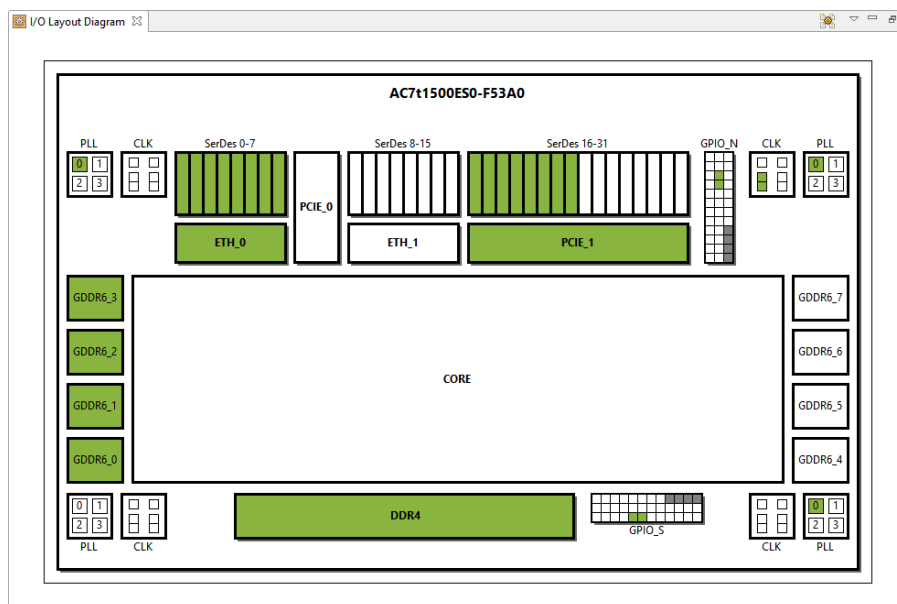 I/O Layout Diagram
AC7t1500ES0-F53A0
PLL CLK SerDes 0-7 SerDes 8-15 SerDes 16-31 GPIO_N CLK PLL
0 1 0 1
2 3 2 3
PCIE_0
ETH_0 ETH_1 PCIE_1
GDDR6_3 GDDR6_7
GDDR6_2 GDDR6_6
CORE
GDDR6_1 GDDR6_5
GDDR6_0 GDDR6_4
0 1 0 1
DDR4
2 3 2 3
GPIO_S
PLL CLK CLK PLL